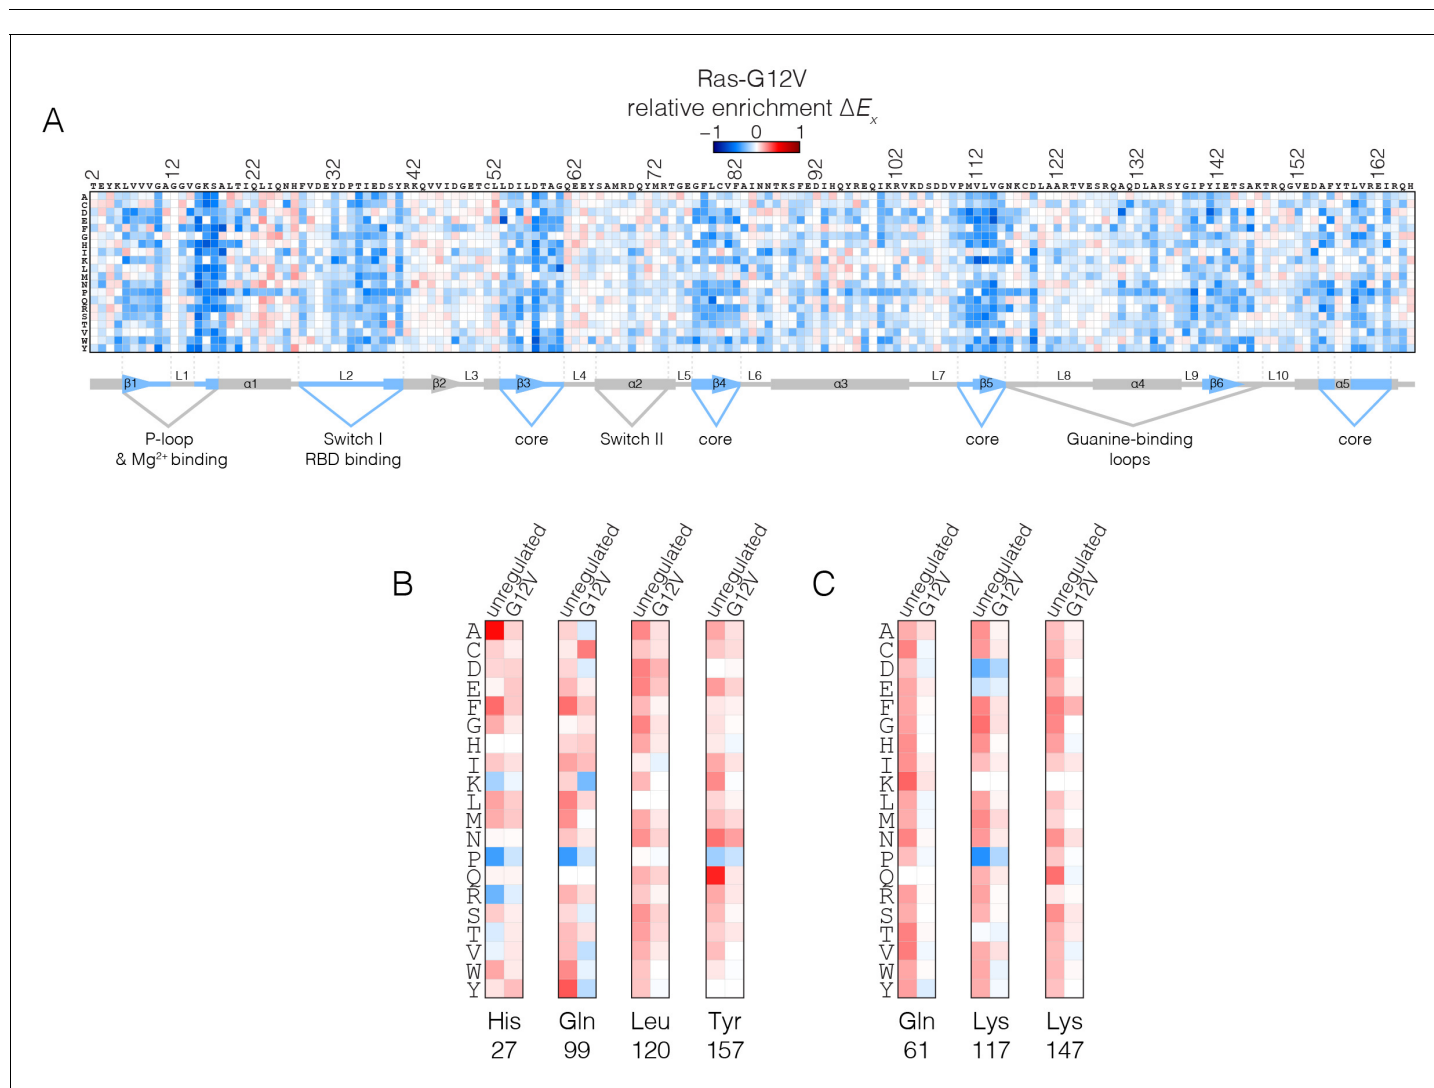 A
Ras-G12V
relative enrichment ΔEx
−1 0 1
2 12 22 32 42 52 62 72 82 92 102 112 122 132 142 152 162
TEYKLVVVGAGGVGKSALTIQLIQNHFVDEYDPTIEDSYRKQVVIDGETCLLDILDTAGQEEYSAMRDQYMRTGEGFLCVFAINNTKSFEDIHQYREQIKRVKDSDDVPMVLVGNKCDLAARTVESRQAQDLARSYGIPYIETSAKTRQGVEDAFYTLVREIRQH
A
C
D
E
F
G
H
I
K
L
M
N
P
Q
R
S
T
V
W
Y
β1 L1 α1 L2 β2 L3 β3 L4 α2 L5 β4 L6 α3 L7 β5 L8 α4 L9 β6 L10 α5
P-loop
& Mg2+ binding
Switch I
RBD binding
core
Switch II
core
core
Guanine-binding
loops
core
B
unregulated G12V unregulated G12V unregulated G12V unregulated G12V
A
C
D
E
F
G
H
I
K
L
M
N
P
Q
R
S
T
V
W
Y
His Gln Leu Tyr
27 99 120 157
C
unregulated G12V unregulated G12V unregulated G12V
A
C
D
E
F
G
H
I
K
L
M
N
P
Q
R
S
T
V
W
Y
Gln Lys Lys
61 117 147